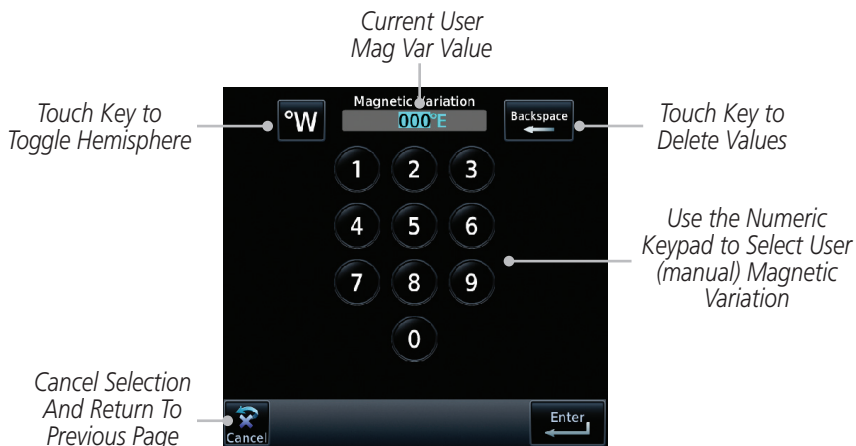 Current User
Mag Var Value
Touch Key to
Toggle Hemisphere
°W
Magnetic Variation
000°E
Backspace
Touch Key to
Delete Values
1 2 3
4 5 6
7 8 9
0
Use the Numeric
Keypad to Select User
(manual) Magnetic
Variation
Cancel Selection
And Return To
Previous Page
Cancel
Enter